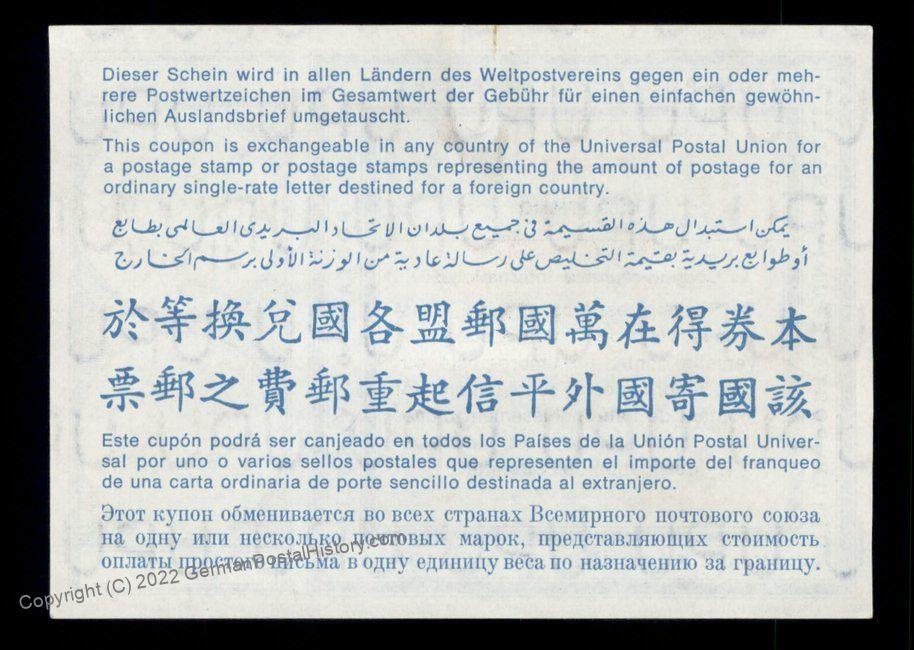 Dieser Schein wird in allen Ländern des Weltpostvereins gegen ein oder meh-
rere Postwertzeichen im Gesamtwert der Gebühr für einen einfachen gewöhn-
lichen Auslandsbrief umgetauscht.
This coupon is exchangeable in any country of the Universal Postal Union for
a postage stamp or postage stamps representing the amount of postage for an
ordinary single-rate letter destined for a foreign country.
يمكن استبدال هذه القسيمة فى جميع بلدان الاتحاد البريدى العالمى بطابع
أو طوابع بريدية بقيمة التخليص على رسالة عادية من الوزنة الأولى برسم الخارج
本券得在萬國郵盟各國兌換等於
該國寄國外平信起重郵費之郵票
Este cupón podrá ser canjeado en todos los Países de la Unión Postal Univer-
sal por uno o varios sellos postales que representen el importe del franqueo
de una carta ordinaria de porte sencillo destinada al extranjero.
Этот купон обменивается во всех странах Всемирного почтового союза
на одну или несколько почтовых марок, представляющих стоимость
оплаты простого письма в одну единицу веса по назначению за границу.
Copyright (C) 2022 GermanPostalHistory.com